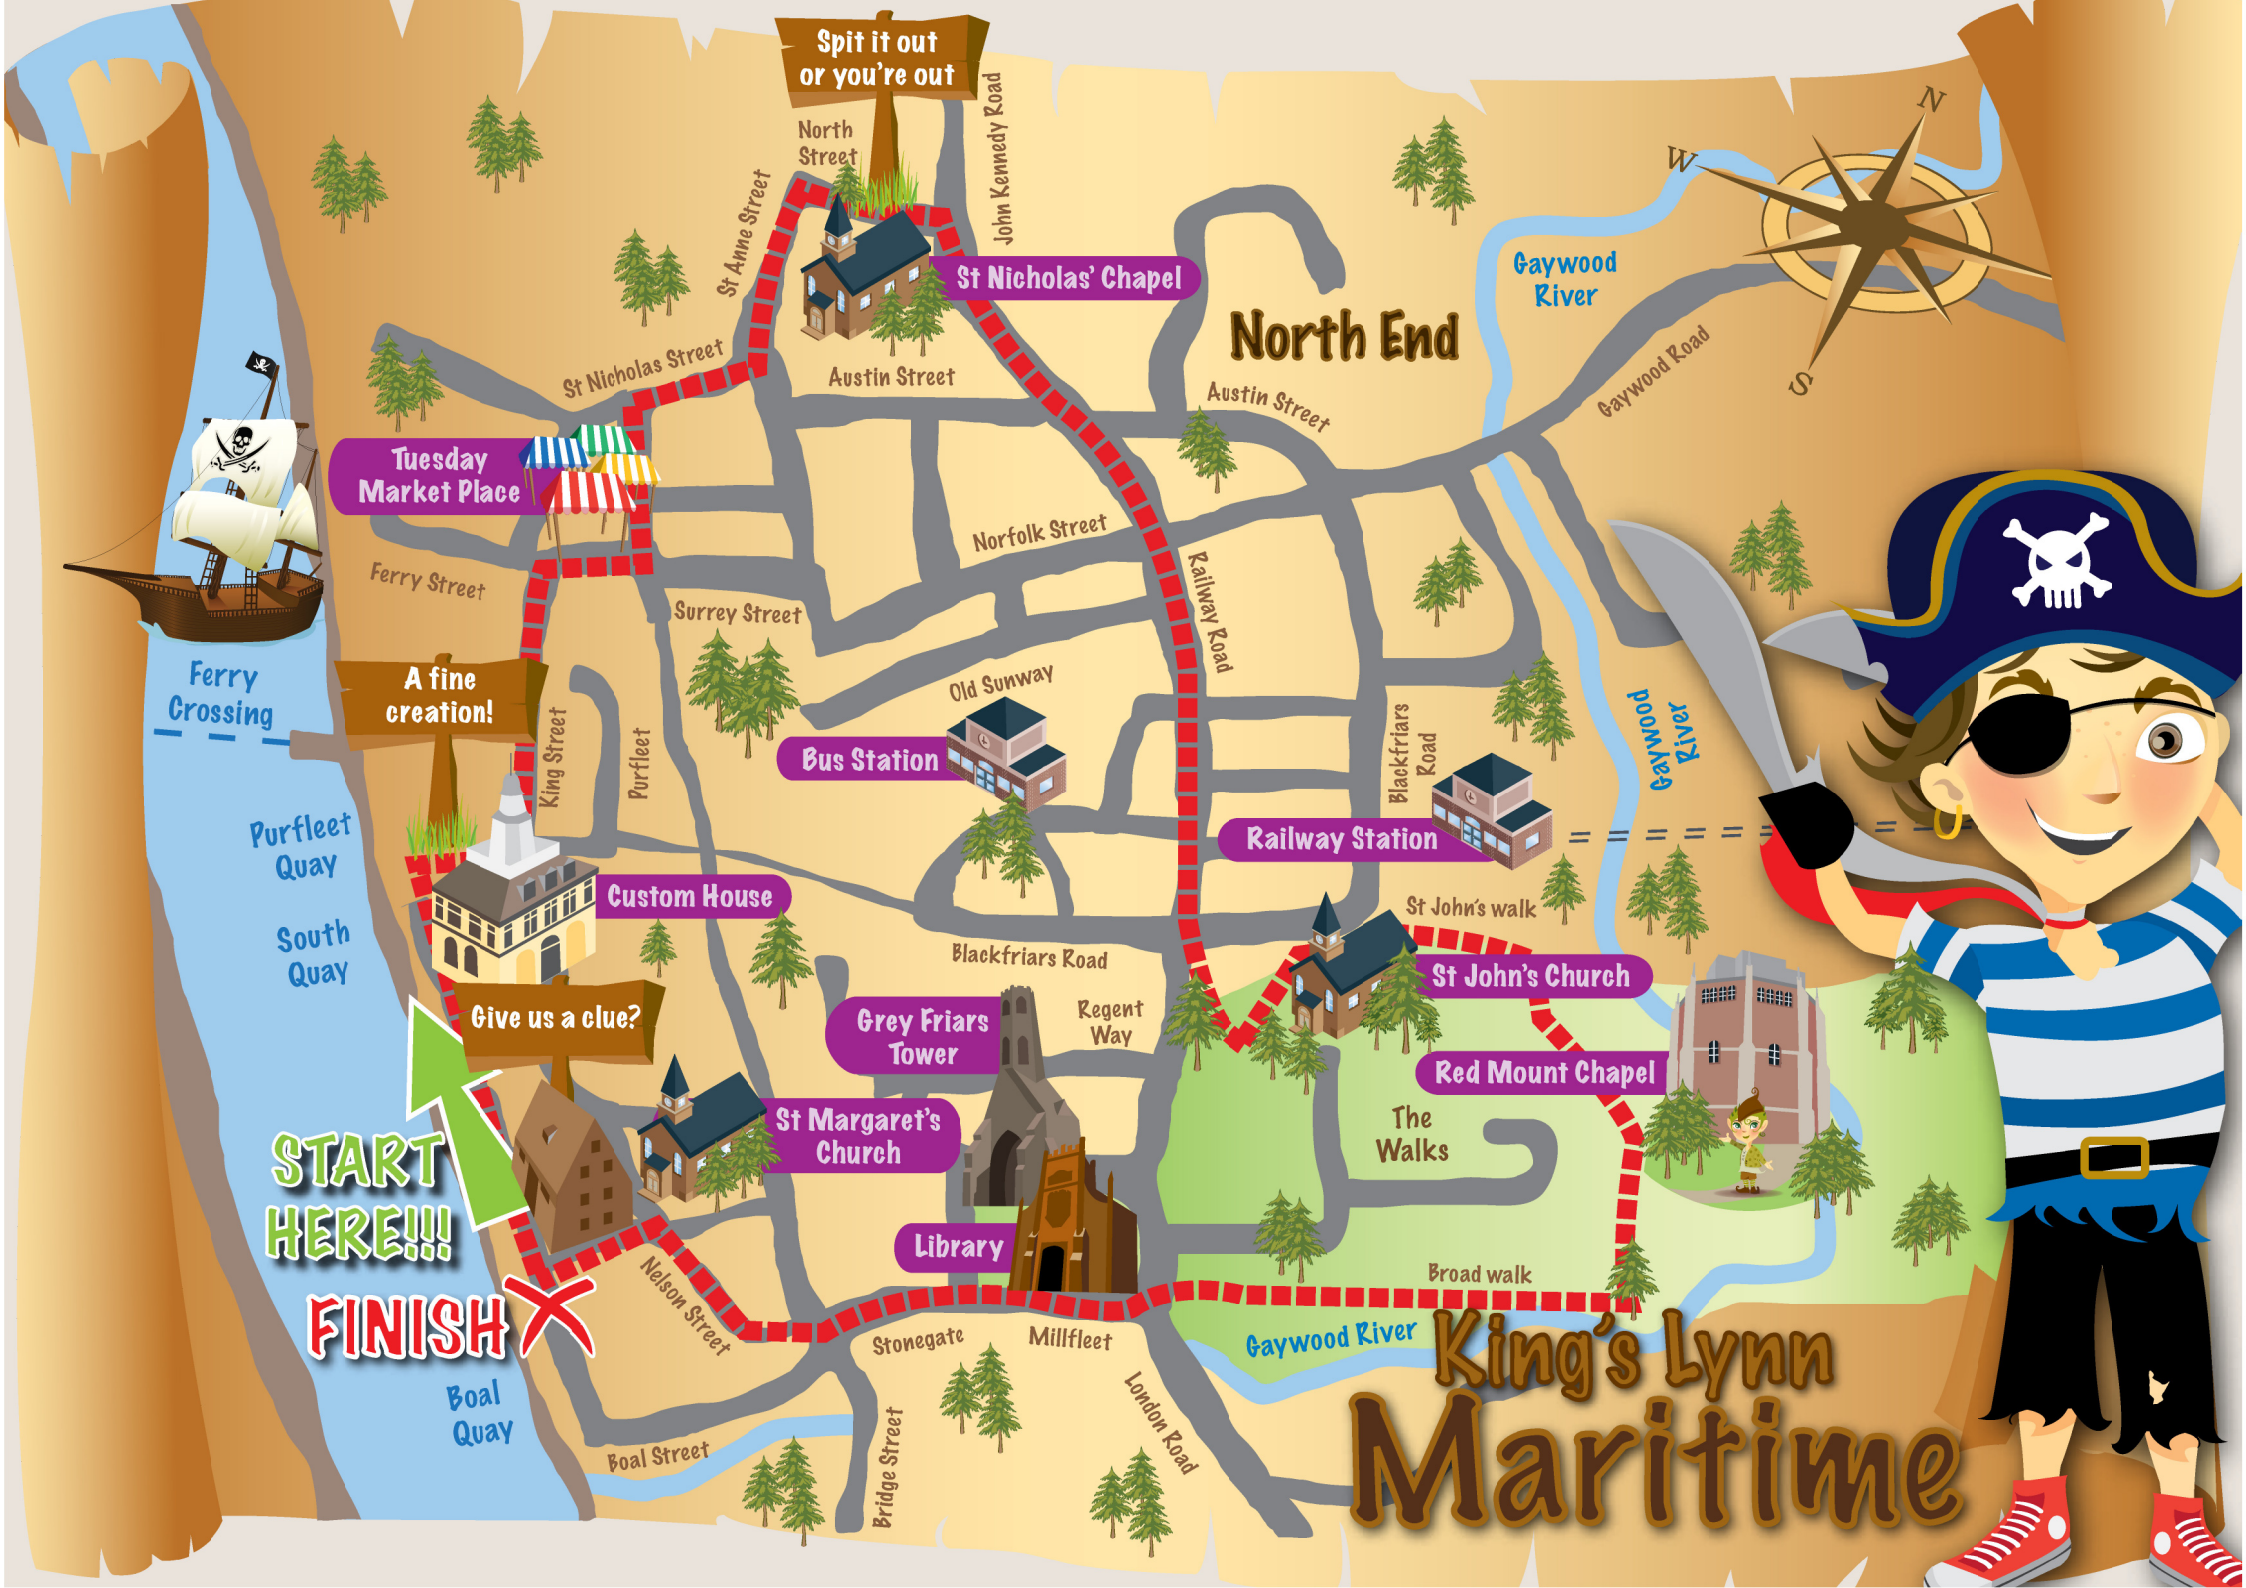 Spit it out
or you're out
North
Street
John Kennedy Road
St Anne Street
N
W
S
St Nicholas' Chapel
Gaywood
River
North End
St Nicholas Street
Austin Street
Austin Street
Gaywood Road
Tuesday
Market Place
Norfolk Street
Ferry Street
Railway Road
Surrey Street
Ferry
Crossing
A fine
creation!
Old Sunway
King Street
Purfleet
Bus Station
Blackfriars
Road
Gaywood
River
Railway Station
Purfleet
Quay
Custom House
St John's walk
South
Quay
Blackfriars Road
St John's Church
Give us a clue?
Grey Friars
Tower
Regent
Way
Red Mount Chapel
St Margaret's
Church
The
Walks
START
HERE!!!
Library
Nelson Street
Broad walk
FINISH
Stonegate
Millfleet
Gaywood River
King's Lynn
Maritime
Boal
Quay
London Road
Boal Street
Bridge Street